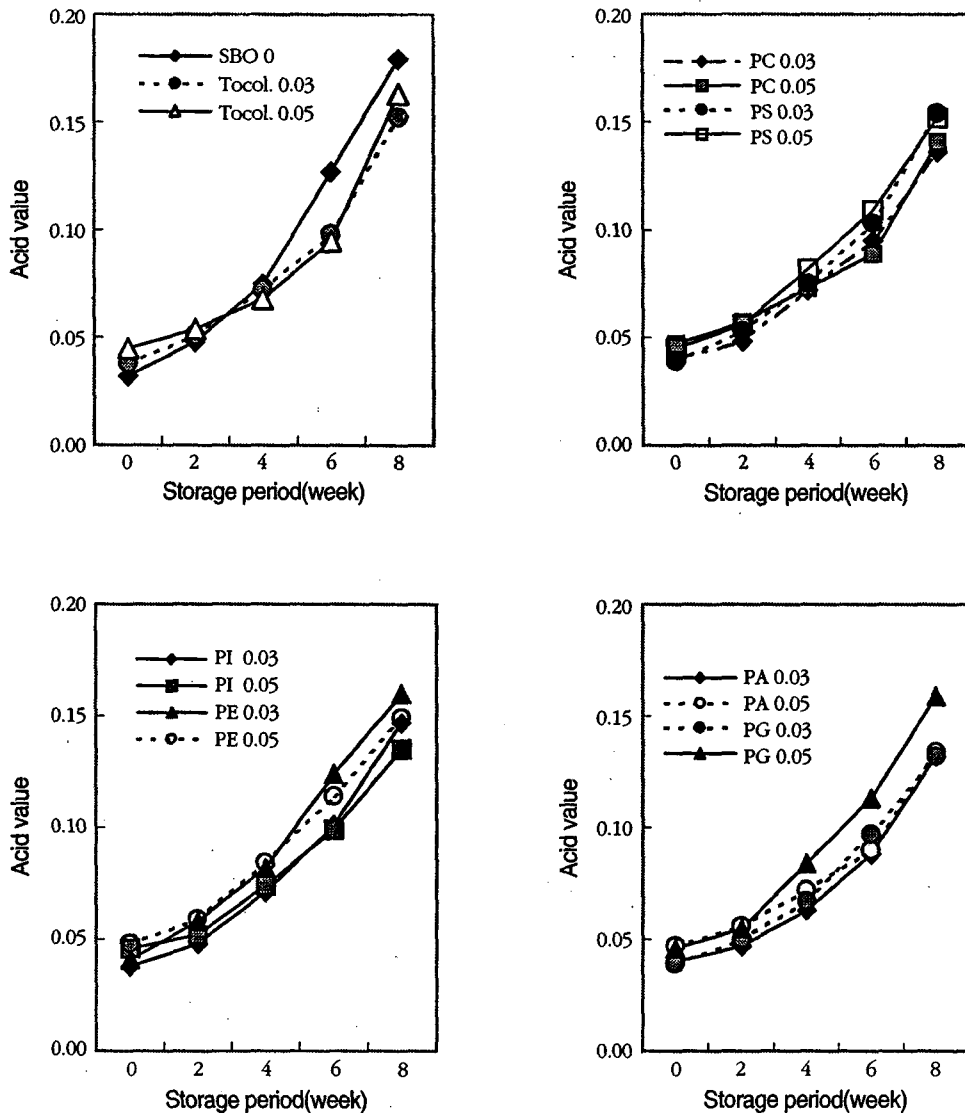 0.20
0.15
0.10
0.05
0.00
Acid value
SBO 0
Tocol. 0.03
Tocol. 0.05
0 2 4 6 8
Storage period(week)
0.20
0.15
0.10
0.05
0.00
Acid value
PC 0.03
PC 0.05
PS 0.03
PS 0.05
0 2 4 6 8
Storage period(week)
0.20
0.15
0.10
0.05
0.00
Acid value
PI 0.03
PI 0.05
PE 0.03
PE 0.05
0 2 4 6 8
Storage period(week)
0.20
0.15
0.10
0.05
0.00
Acid value
PA 0.03
PA 0.05
PG 0.03
PG 0.05
0 2 4 6 8
Storage period(week)